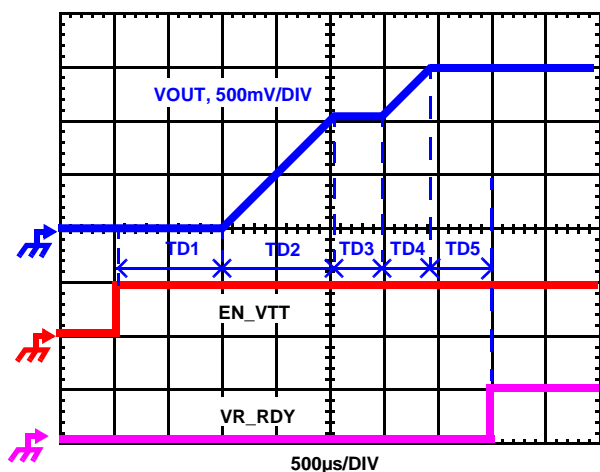 VOUT, 500mV/DIV
TD1 TD2 TD3 TD4 TD5
EN_VTT
VR_RDY
500µs/DIV